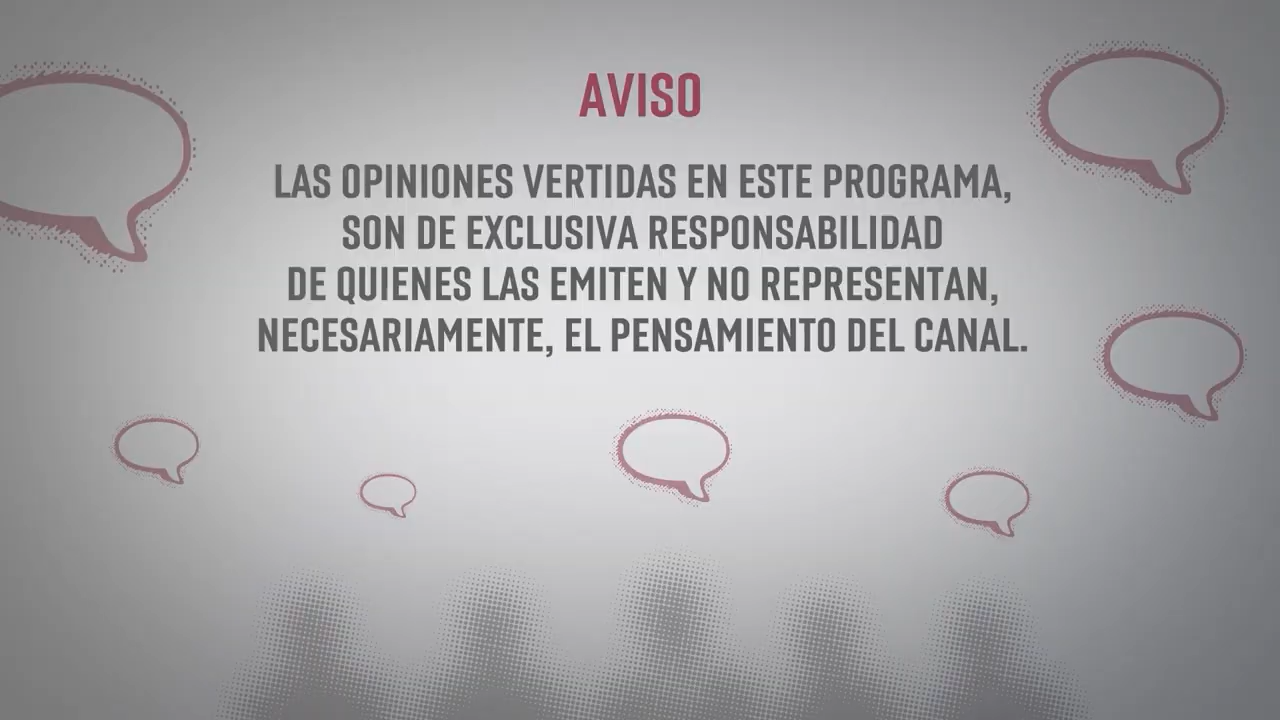 AVISO
LAS OPINIONES VERTIDAS EN ESTE PROGRAMA,
SON DE EXCLUSIVA RESPONSABILIDAD
DE QUIENES LAS EMITEN Y NO REPRESENTAN,
NECESARIAMENTE, EL PENSAMIENTO DEL CANAL.